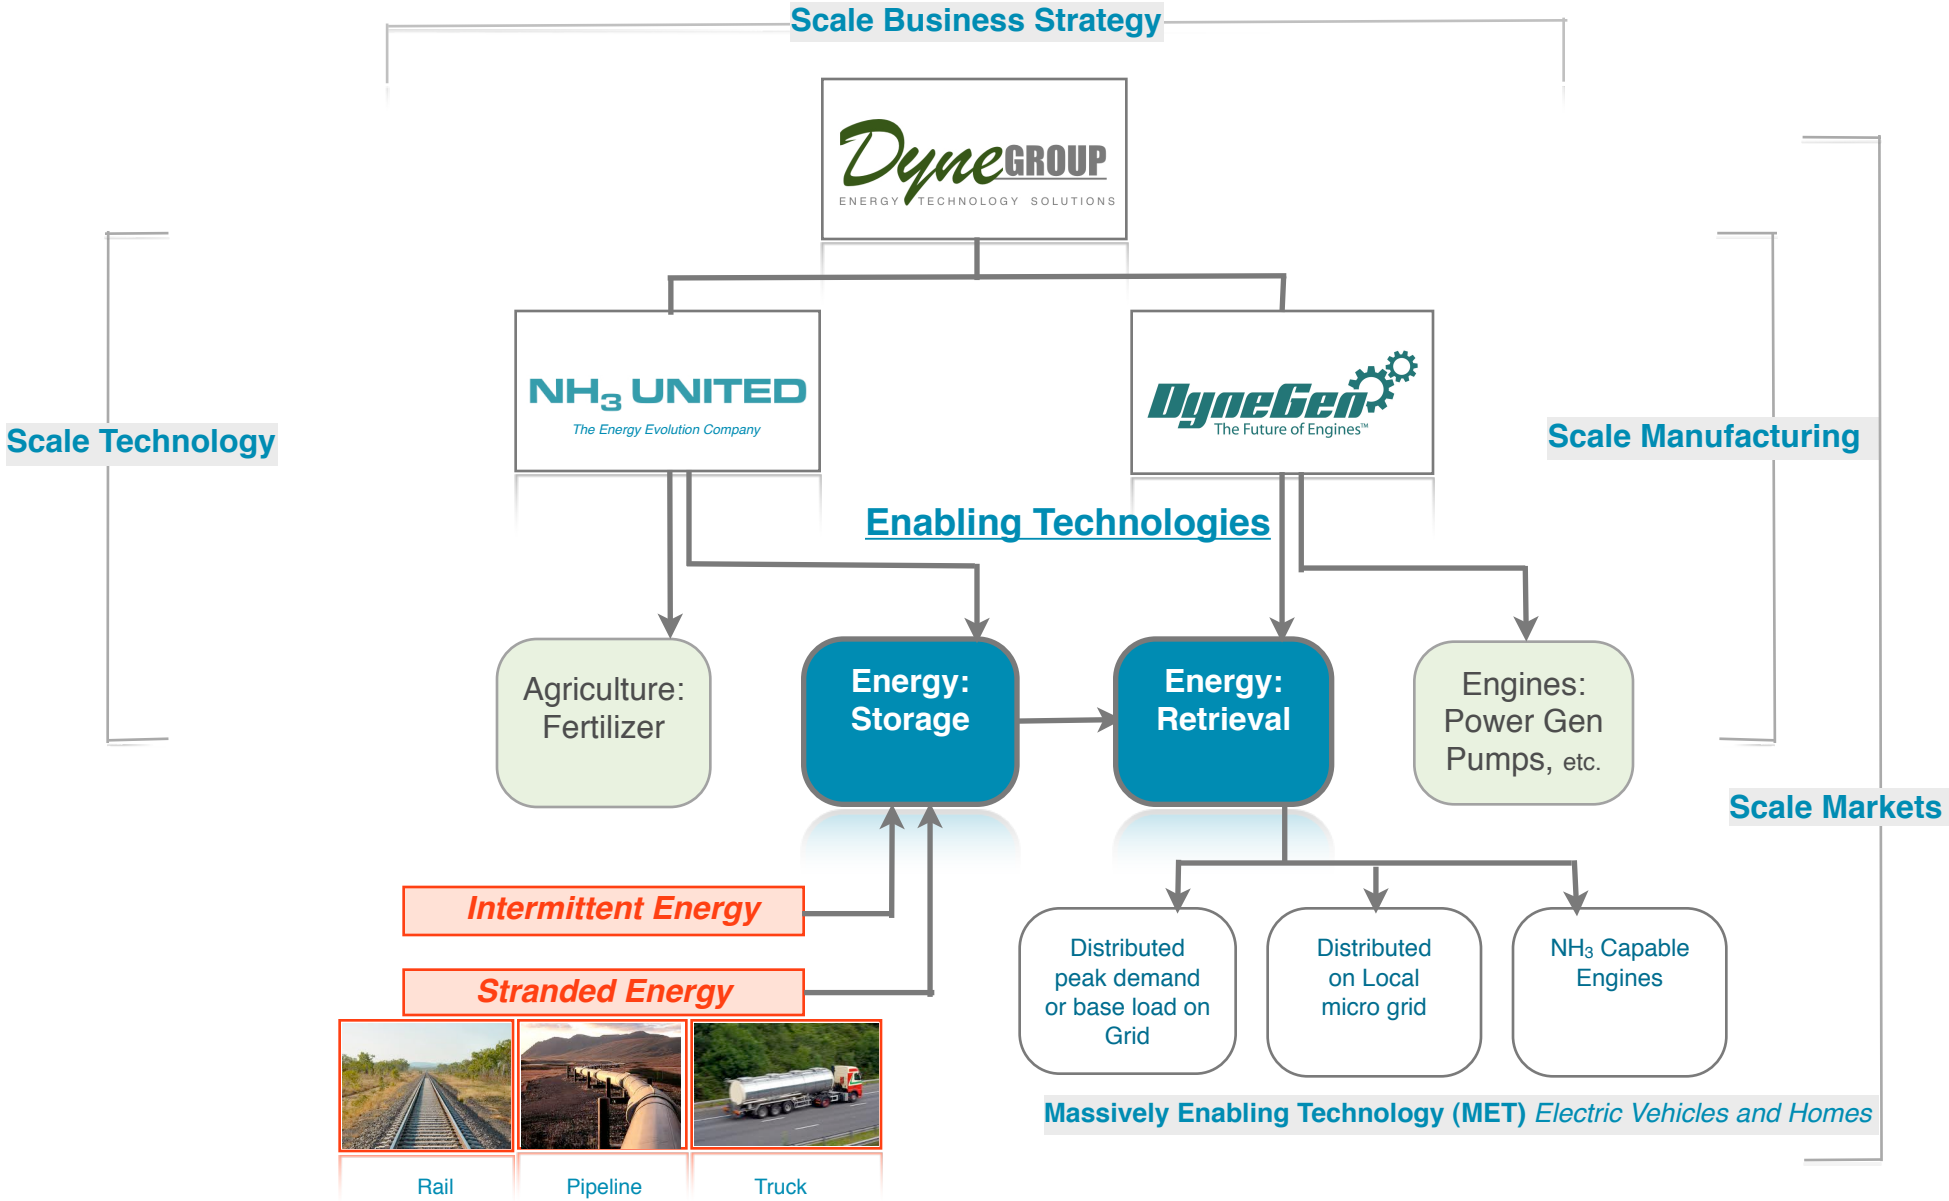 Scale Business Strategy
Dyne GROUP
ENERGY TECHNOLOGY SOLUTIONS
NH₃ UNITED
The Energy Evolution Company
DyneGen
The Future of Engines™
Scale Technology
Scale Manufacturing
Enabling Technologies
Agriculture:
Fertilizer
Energy:
Storage
Energy:
Retrieval
Engines:
Power Gen
Pumps, etc.
Scale Markets
Intermittent Energy
Stranded Energy
Distributed
peak demand
or base load on
Grid
Distributed
on Local
micro grid
NH₃ Capable
Engines
Massively Enabling Technology (MET) Electric Vehicles and Homes
Rail
Pipeline
Truck